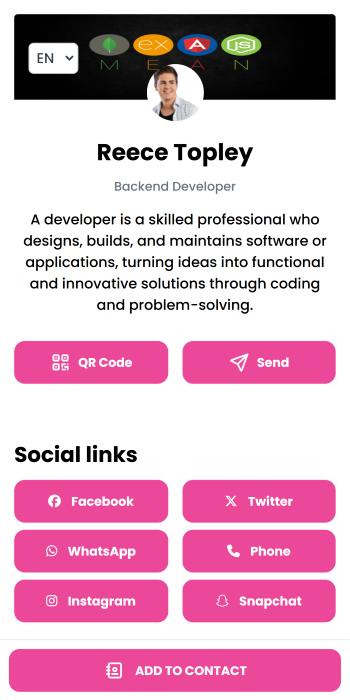 EN
ex
A
JS
M E A N
Reece Topley
Backend Developer
A developer is a skilled professional who
designs, builds, and maintains software or
applications, turning ideas into functional
and innovative solutions through coding
and problem-solving.
QR Code
Send
Social links
Facebook
Twitter
WhatsApp
Phone
Instagram
Snapchat
ADD TO CONTACT